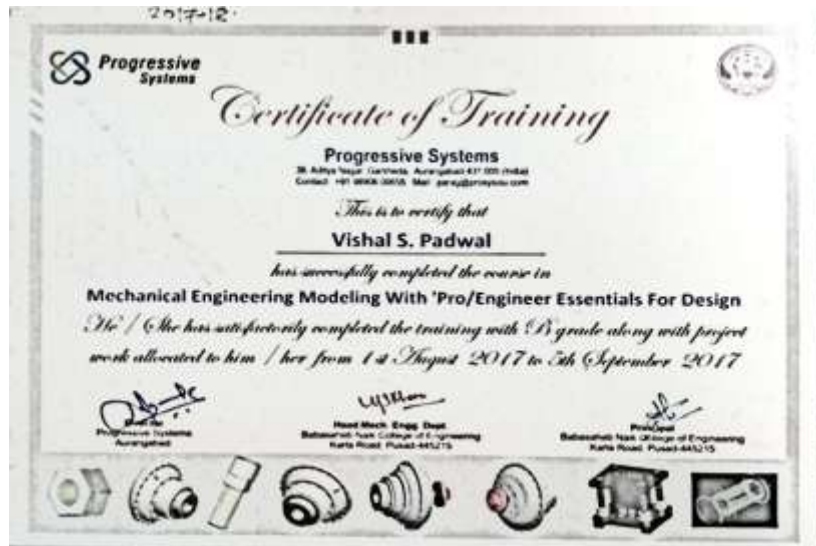 2017-18.
Progressive
Systems
Certificate of Training
Progressive Systems
This is to certify that
Vishal S. Padwal
has successfully completed the course in
Mechanical Engineering Modeling With 'Pro/Engineer Essentials For Design
He / She has satisfactorily completed the training with B grade along with project
work allocated to him / her from 1st August 2017 to 5th September 2017
Progressive Systems
Aurangabad
Head Mech. Engg. Dept.
Babasaheb Naik College of Engineering
Karla Road, Pusad-445215
Principal
Babasaheb Naik College of Engineering
Karla Road, Pusad-445215